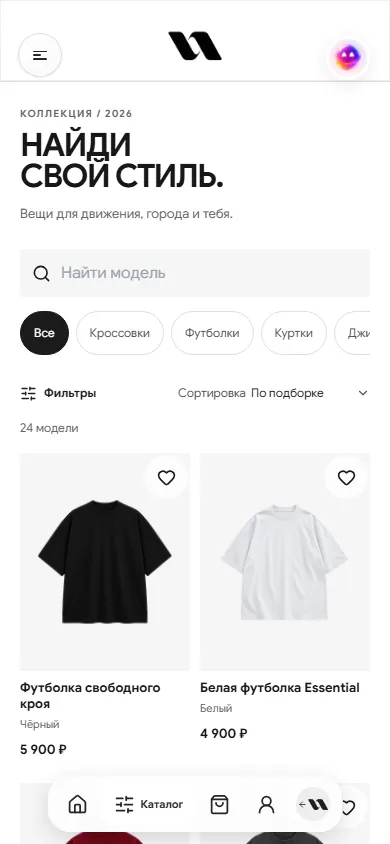 КОЛЛЕКЦИЯ / 2026
НАЙДИ
СВОЙ СТИЛЬ.
Вещи для движения, города и тебя.
Найти модель
Все
Кроссовки
Футболки
Куртки
Джи
Фильтры
Сортировка По подборке
24 модели
Футболка свободного
кроя
Чёрный
5 900 ₽
Белая футболка Essential
Белый
4 900 ₽
Каталог